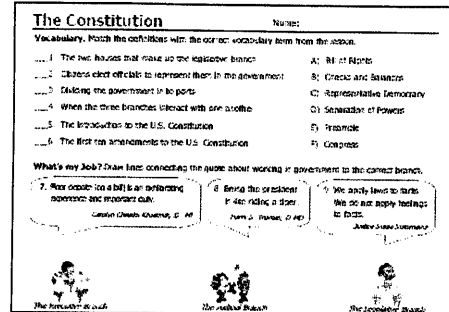 The Constitution Name:
Vocabulary. Match the definitions with the correct vocabulary term from the lesson.
___1. The two houses that make up the legislative branch
___2. Citizens elect officials to represent them in the government
___3. Dividing the government in to parts
___4. When the three branches interact with one another
___5. The introduction to the U.S. Constitution
___6. The first ten amendments to the U.S. Constitution
A) Bill of Rights
B) Checks and Balances
C) Representative Democracy
D) Separation of Powers
E) Preamble
F) Congress
What's my Job? Draw lines connecting the quote about working in government to the correct branch.
7. Floor debate (on a bill) is an exhilarating
experience and important duty.
8. Being the president
is like riding a tiger.
Harry S. Truman, D-MO
9. We apply laws to facts.
We do not apply feelings
to facts.
Justice Sonia Sotomayor
The Executive Branch
The Judicial Branch
The Legislative Branch